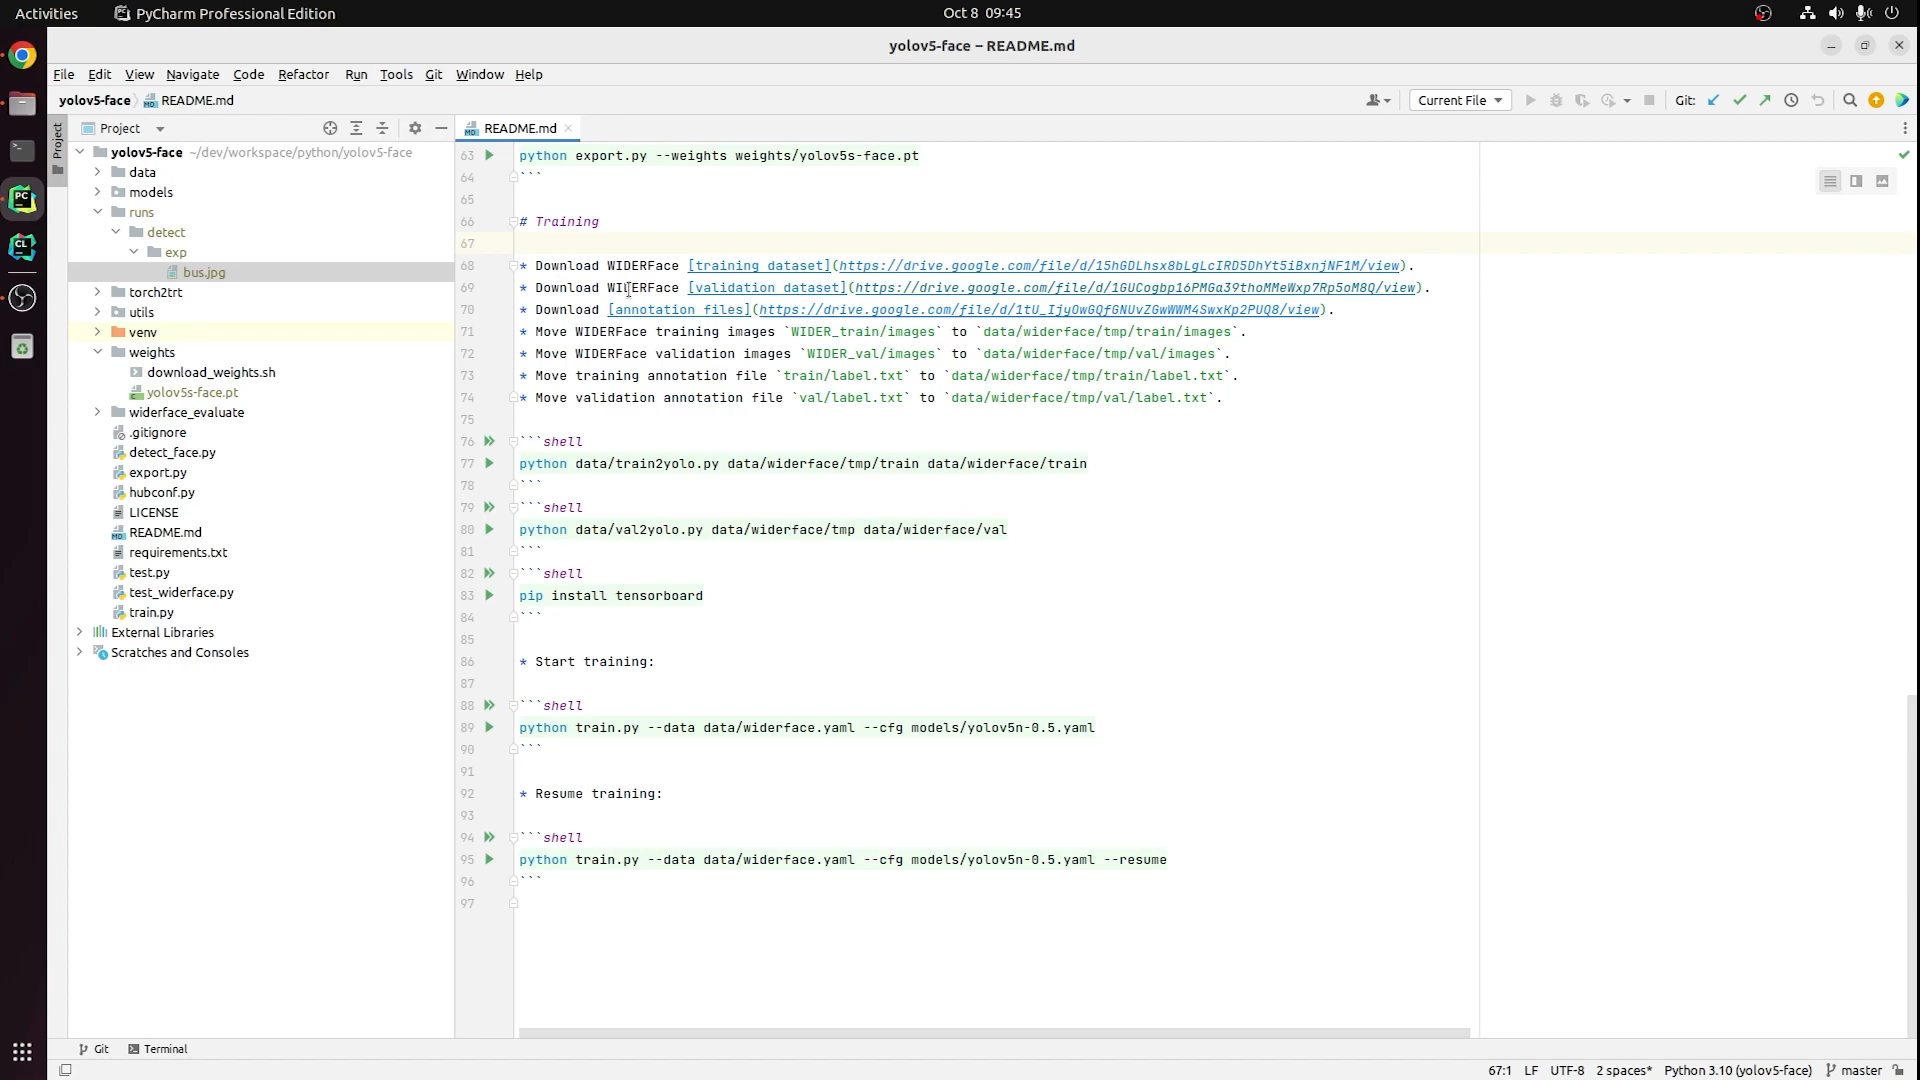 Activities
PyCharm Professional Edition
Oct 8 09:45
yolov5-face – README.md
File Edit View Navigate Code Refactor Run Tools Git Window Help
yolov5-face README.md
Current File
Git:
Project
Project
README.md
yolov5-face ~/dev/workspace/python/yolov5-face
data
models
runs
detect
exp
bus.jpg
torch2trt
utils
venv
weights
download_weights.sh
yolov5s-face.pt
widerface_evaluate
.gitignore
detect_face.py
export.py
hubconf.py
LICENSE
README.md
requirements.txt
test.py
test_widerface.py
train.py
External Libraries
Scratches and Consoles
63 python export.py --weights weights/yolov5s-face.pt
64 ```
65
66 # Training
67
68 * Download WIDERFace [training dataset](https://drive.google.com/file/d/15hGDLhsx8bLgLcIRD5DhYt5iBxnjNF1M/view).
69 * Download WIDERFace [validation dataset](https://drive.google.com/file/d/1GUCogbp16PMGa39thoMMeWxp7Rp5oM8Q/view).
70 * Download [annotation files](https://drive.google.com/file/d/1tU_IjyOwGQfGNUvZGwWWM4SwxKp2PUQ8/view).
71 * Move WIDERFace training images `WIDER_train/images` to `data/widerface/tmp/train/images`.
72 * Move WIDERFace validation images `WIDER_val/images` to `data/widerface/tmp/val/images`.
73 * Move training annotation file `train/label.txt` to `data/widerface/tmp/train/label.txt`.
74 * Move validation annotation file `val/label.txt` to `data/widerface/tmp/val/label.txt`.
75
76 ```shell
77 python data/train2yolo.py data/widerface/tmp/train data/widerface/train
78 ```
79 ```shell
80 python data/val2yolo.py data/widerface/tmp data/widerface/val
81 ```
82 ```shell
83 pip install tensorboard
84 ```
85
86 * Start training:
87
88 ```shell
89 python train.py --data data/widerface.yaml --cfg models/yolov5n-0.5.yaml
90 ```
91
92 * Resume training:
93
94 ```shell
95 python train.py --data data/widerface.yaml --cfg models/yolov5n-0.5.yaml --resume
96 ```
97
Git Terminal
67:1 LF UTF-8 2 spaces* Python 3.10 (yolov5-face) master